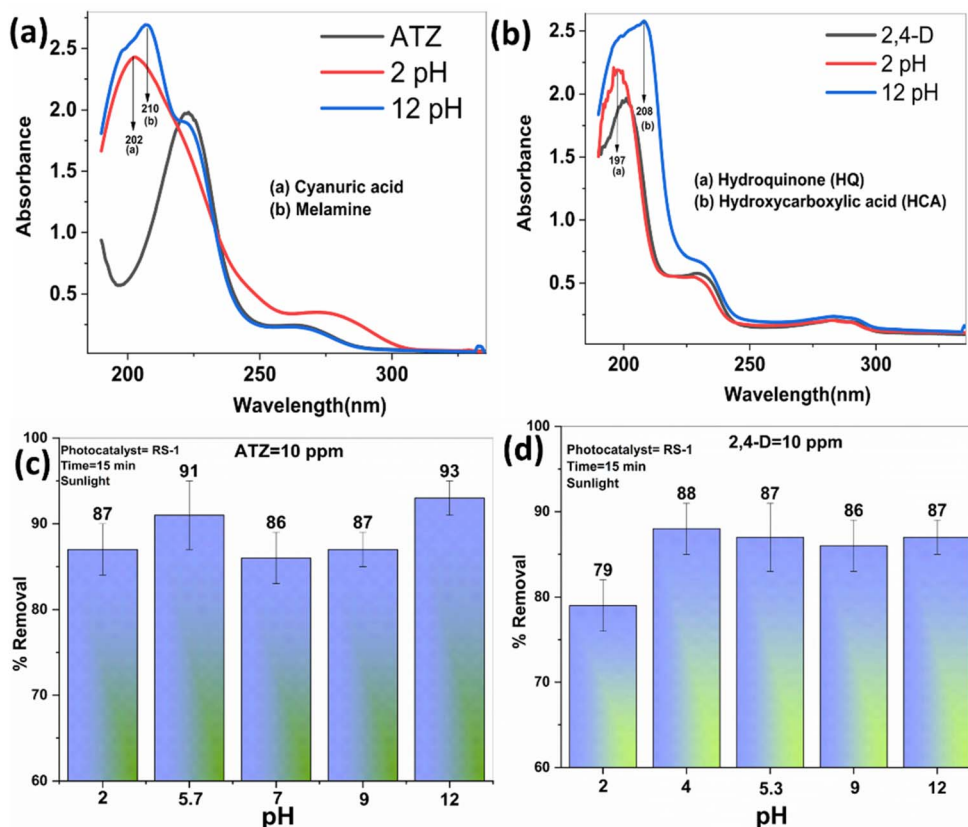 (a)
ATZ
2 pH
12 pH
210
(b)
202
(a)
(a) Cyanuric acid
(b) Melamine
Absorbance
2.5
2.0
1.5
1.0
0.5
200
250
300
Wavelength(nm)
(b)
2,4-D
2 pH
12 pH
208
(b)
197
(a)
(a) Hydroquinone (HQ)
(b) Hydroxycarboxylic acid (HCA)
Absorbance
2.5
2.0
1.5
1.0
0.5
200
250
300
Wavelength(nm)
(c)
Photocatalyst= RS-1
Time=15 min
Sunlight
ATZ=10 ppm
87
91
86
87
93
% Removal
100
90
80
70
60
2
5.7
7
9
12
pH
(d)
Photocatalyst= RS-1
Time=15 min
Sunlight
2,4-D=10 ppm
79
88
87
86
87
% Removal
100
90
80
70
60
2
4
5.3
9
12
pH